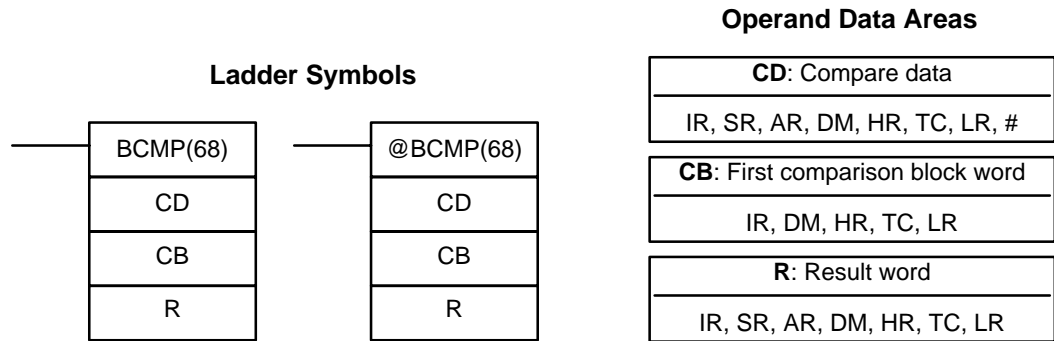 Ladder Symbols
BCMP(68)
CD
CB
R
@BCMP(68)
CD
CB
R
Operand Data Areas
CD: Compare data
IR, SR, AR, DM, HR, TC, LR, #
CB: First comparison block word
IR, DM, HR, TC, LR
R: Result word
IR, SR, AR, DM, HR, TC, LR